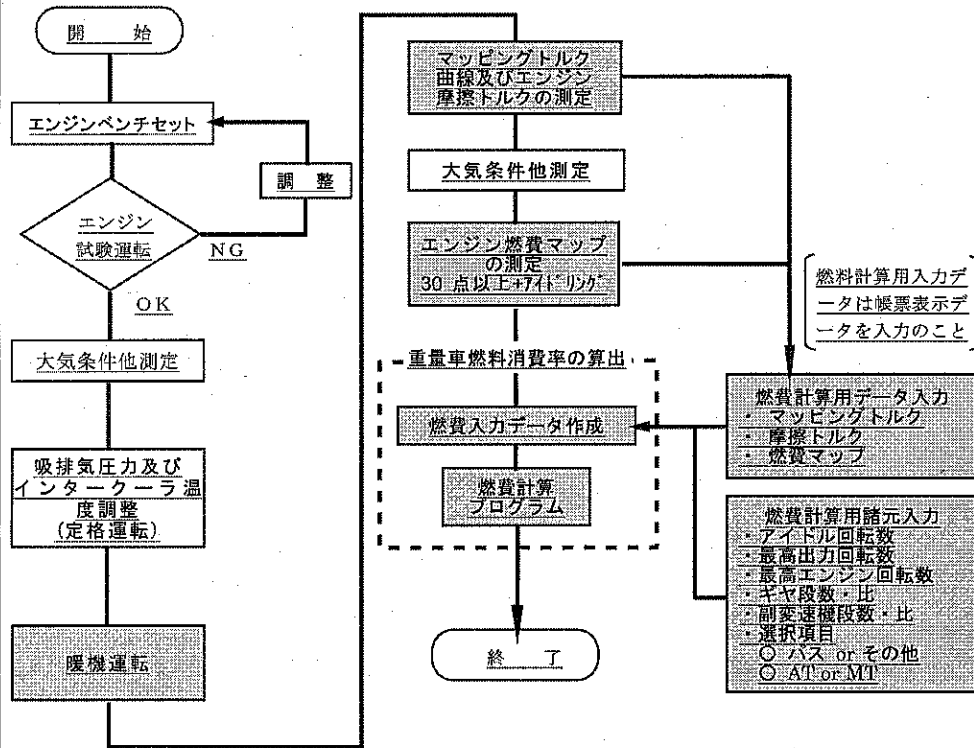 開　始
エンジンベンチセット
調 整
エンジン
試験運転
NG
OK
大気条件他測定
吸排気圧力及び
インタークーラ温
度調整
(定格運転)
暖機運転
マッピングトルク
曲線及びエンジン
摩擦トルクの測定
大気条件他測定
エンジン燃費マップ
の測定
30 点以上+ｱｲﾄﾞﾘﾝｸﾞ
燃料計算用入力デ
ータは帳票表示デ
ータを入力のこと
重量車燃料消費率の算出
燃費入力データ作成
燃費計算
プログラム
終　了
燃費計算用データ入力
・ マッピングトルク
・ 摩擦トルク
・ 燃費マップ
燃費計算用諸元入力
・アイドル回転数
・最高出力回転数
・最高エンジン回転数
・ギヤ段数・比
・副変速機段数・比
・選択項目
○ バス or その他
○ AT or MT